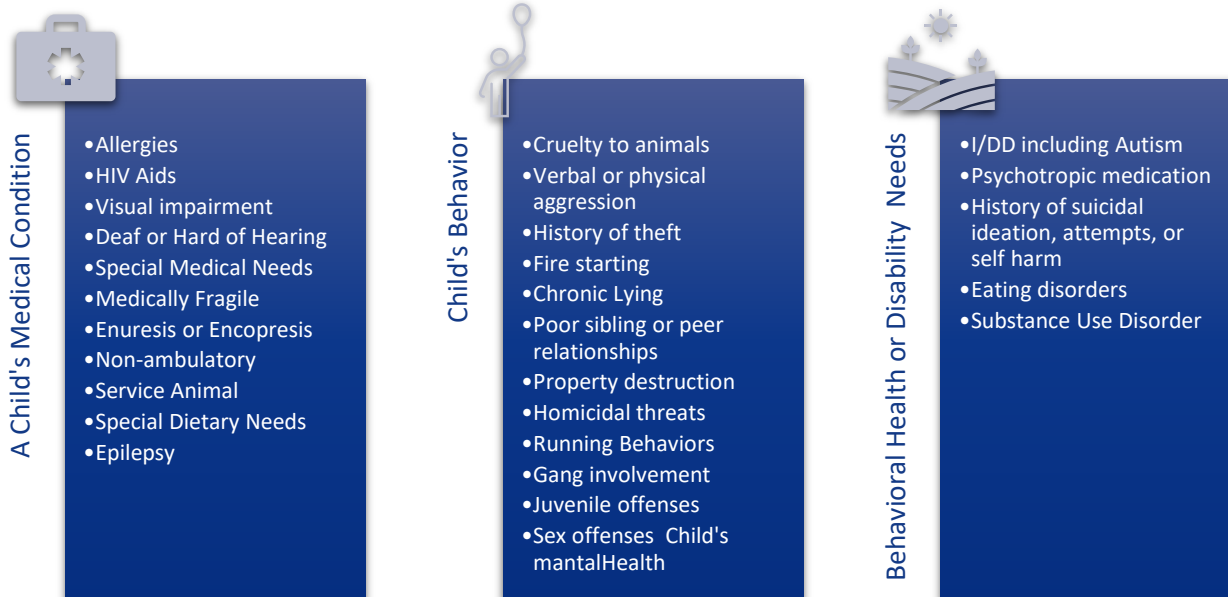 A Child's Medical Condition
•Allergies
•HIV Aids
•Visual impairment
•Deaf or Hard of Hearing
•Special Medical Needs
•Medically Fragile
•Enuresis or Encopresis
•Non-ambulatory
•Service Animal
•Special Dietary Needs
•Epilepsy
Child's Behavior
•Cruelty to animals
•Verbal or physical
aggression
•History of theft
•Fire starting
•Chronic Lying
•Poor sibling or peer
relationships
•Property destruction
•Homicidal threats
•Running Behaviors
•Gang involvement
•Juvenile offenses
•Sex offenses  Child's
mantalHealth
Behavioral Health or Disability  Needs
•I/DD including Autism
•Psychotropic medication
•History of suicidal
ideation, attempts, or
self harm
•Eating disorders
•Substance Use Disorder